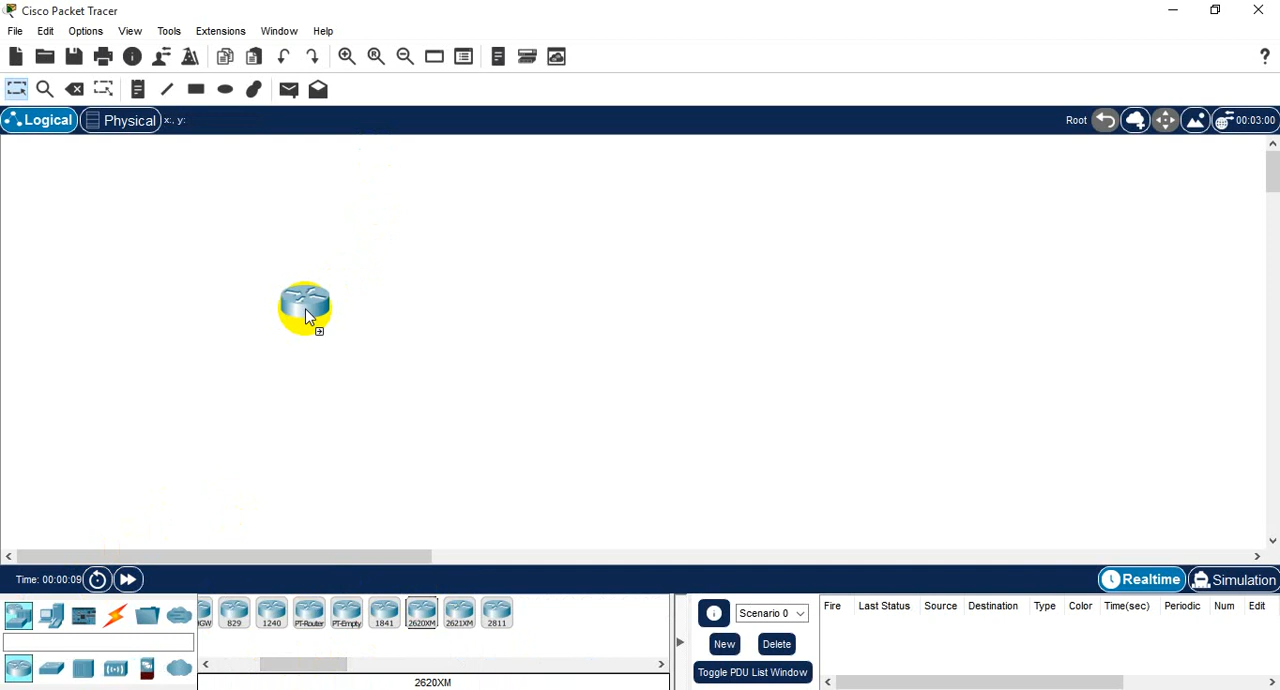 Cisco Packet Tracer
File Edit Options View Tools Extensions Window Help
?
Logical Physical x:, y: Root 00:03:00
Time: 00:00:09 Realtime Simulation
GW 829 1240 PT-Router PT-Empty 1841 2620XM 2621XM 2811
2620XM
Scenario 0
New Delete
Toggle PDU List Window
Fire Last Status Source Destination Type Color Time(sec) Periodic Num Edit